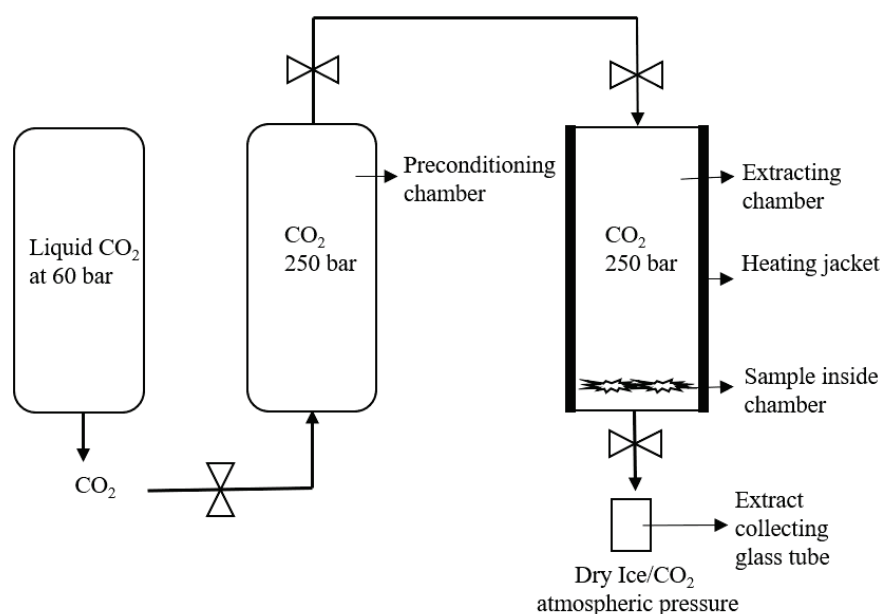 Liquid CO₂
at 60 bar
CO₂
CO₂
250 bar
Preconditioning
chamber
CO₂
250 bar
Extracting
chamber
Heating jacket
Sample inside
chamber
Extract
collecting
glass tube
Dry Ice/CO₂
atmospheric pressure